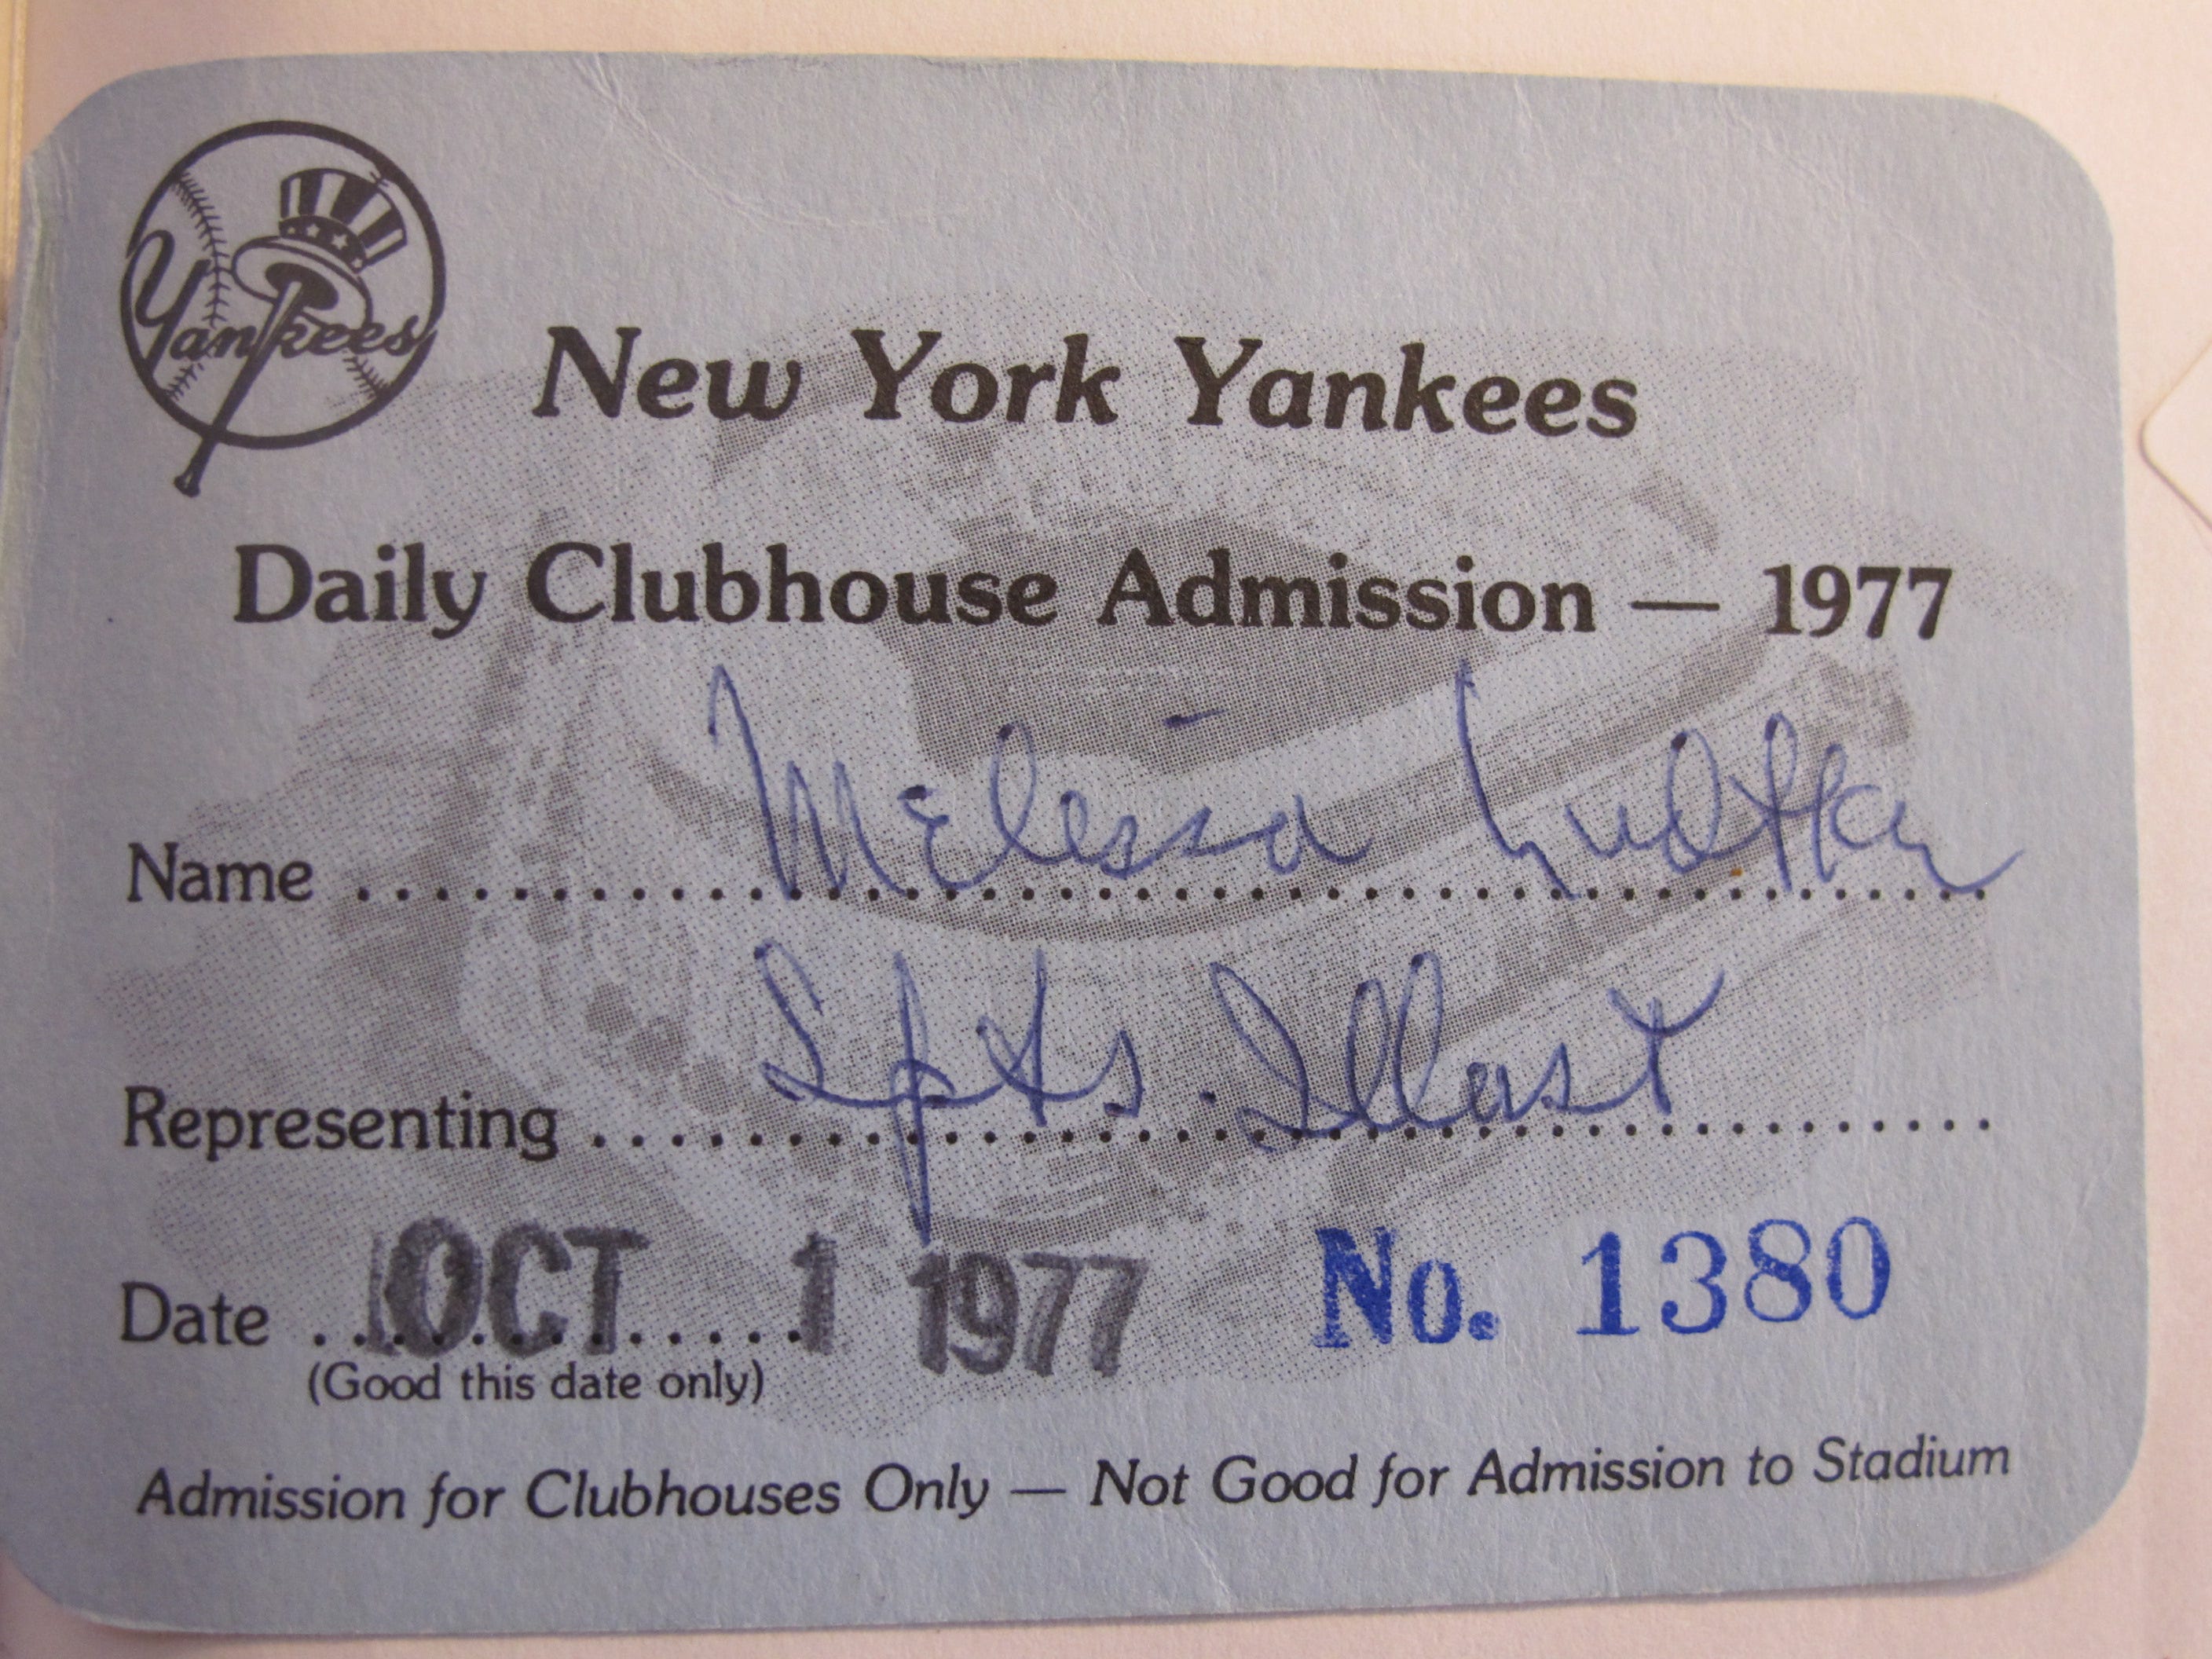 Yankees
New York Yankees
Daily Clubhouse Admission — 1977
Name ........ Melissa Ludtke
Representing ........ Spts. Illust
Date ........ OCT 1 1977 No. 1380
(Good this date only)
Admission for Clubhouses Only — Not Good for Admission to Stadium